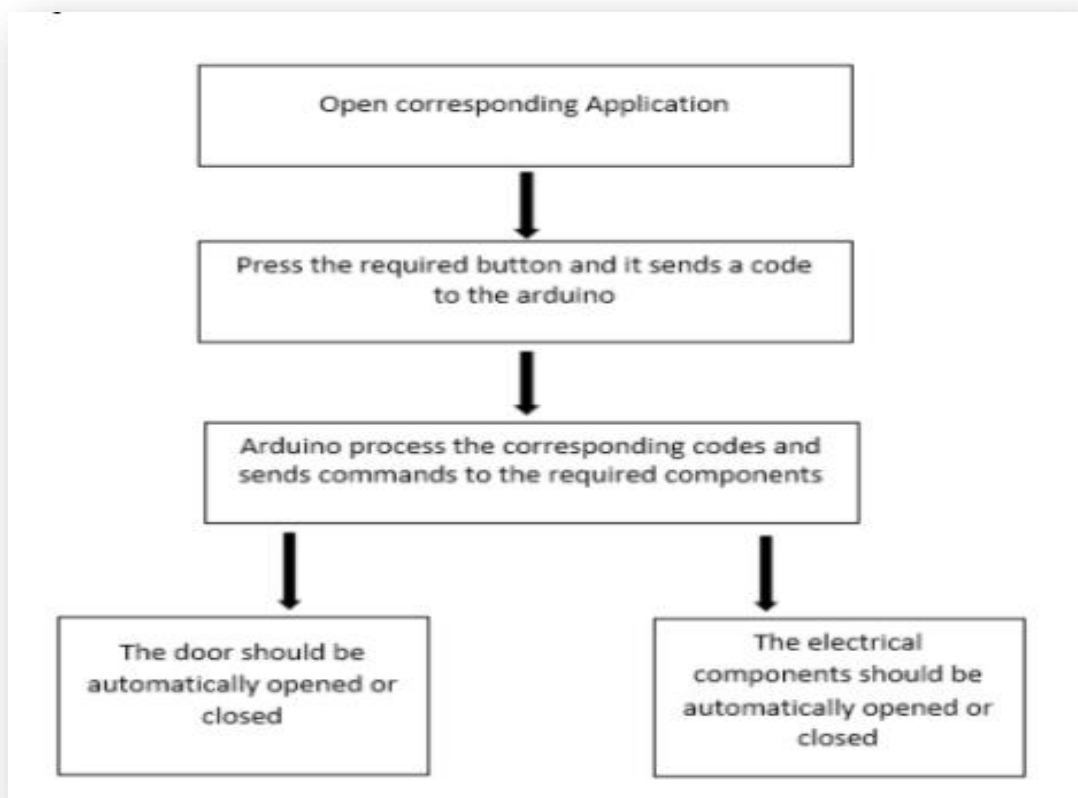 Open corresponding Application
Press the required button and it sends a code
to the arduino
Arduino process the corresponding codes and
sends commands to the required components
The door should be
automatically opened or
closed
The electrical
components should be
automatically opened or
closed